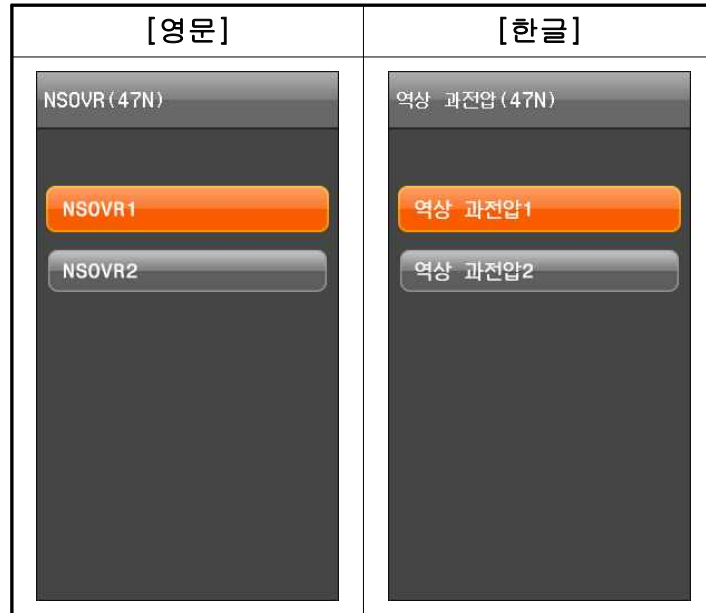 [영문]
[한글]
NSOVR(47N)
역상 과전압(47N)
NSOVR1
역상 과전압1
NSOVR2
역상 과전압2